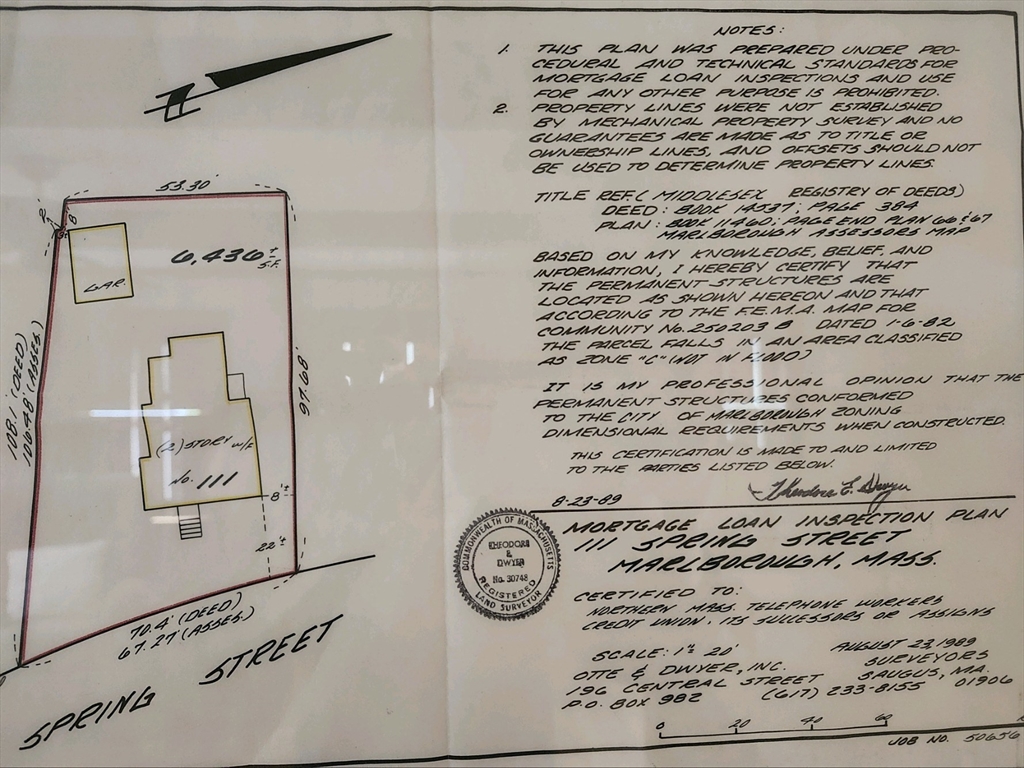 NOTES:
1. THIS PLAN WAS PREPARED UNDER PRO-
CEDURAL AND TECHNICAL STANDARDS FOR
MORTGAGE LOAN INSPECTIONS AND USE
FOR ANY OTHER PURPOSE IS PROHIBITED.
2. PROPERTY LINES WERE NOT ESTABLISHED
BY MECHANICAL PROPERTY SURVEY AND NO
GUARANTEES ARE MADE AS TO TITLE OR
OWNERSHIP LINES, AND OFFSETS SHOULD NOT
BE USED TO DETERMINE PROPERTY LINES.
TITLE REF. (MIDDLESEX REGISTRY OF DEEDS)
DEED: BOOK 14537; PAGE 384
PLAN: BOOK 11460; PAGE END PLAN 66 & 67
MARLBOROUGH ASSESSORS MAP
BASED ON MY KNOWLEDGE, BELIEF, AND
INFORMATION, I HEREBY CERTIFY THAT
THE PERMANENT STRUCTURES ARE
LOCATED AS SHOWN HEREON AND THAT
ACCORDING TO THE F.E.M.A. MAP FOR
COMMUNITY No. 250203 B DATED 1-6-82
THE PARCEL FALLS IN AN AREA CLASSIFIED
AS ZONE "C" (NOT IN FLOOD)
IT IS MY PROFESSIONAL OPINION THAT THE
PERMANENT STRUCTURES CONFORMED
TO THE CITY OF MARLBOROUGH ZONING
DIMENSIONAL REQUIREMENTS WHEN CONSTRUCTED.
THIS CERTIFICATION IS MADE TO AND LIMITED
TO THE PARTIES LISTED BELOW.
8-23-89
Theodore E. Dwyer
COMMONWEALTH OF MASSACHUSETTS
THEODORE
E
DWYER
No. 30748
REGISTERED
LAND SURVEYOR
MORTGAGE LOAN INSPECTION PLAN
111 SPRING STREET
MARLBOROUGH, MASS.
CERTIFIED TO:
NORTHERN MASS. TELEPHONE WORKERS
CREDIT UNION, ITS SUCCESSORS OR ASSIGNS
SCALE: 1"= 20' AUGUST 23, 1989
OTTE & DWYER, INC. SURVEYORS
196 CENTRAL STREET SAUGUS, MA.
P.O. BOX 982 (617) 233-8155 01906
0 20 40 60
JOB NO. 50656
53.30'
2'
8'
GAR.
6,436± S.F.
108.1' (DEED)
106.48' (ASSES.)
97.68'
(2) STORY w/f
No. 111
8'±
22'±
70.4' (DEED)
67.27' (ASSES.)
SPRING STREET